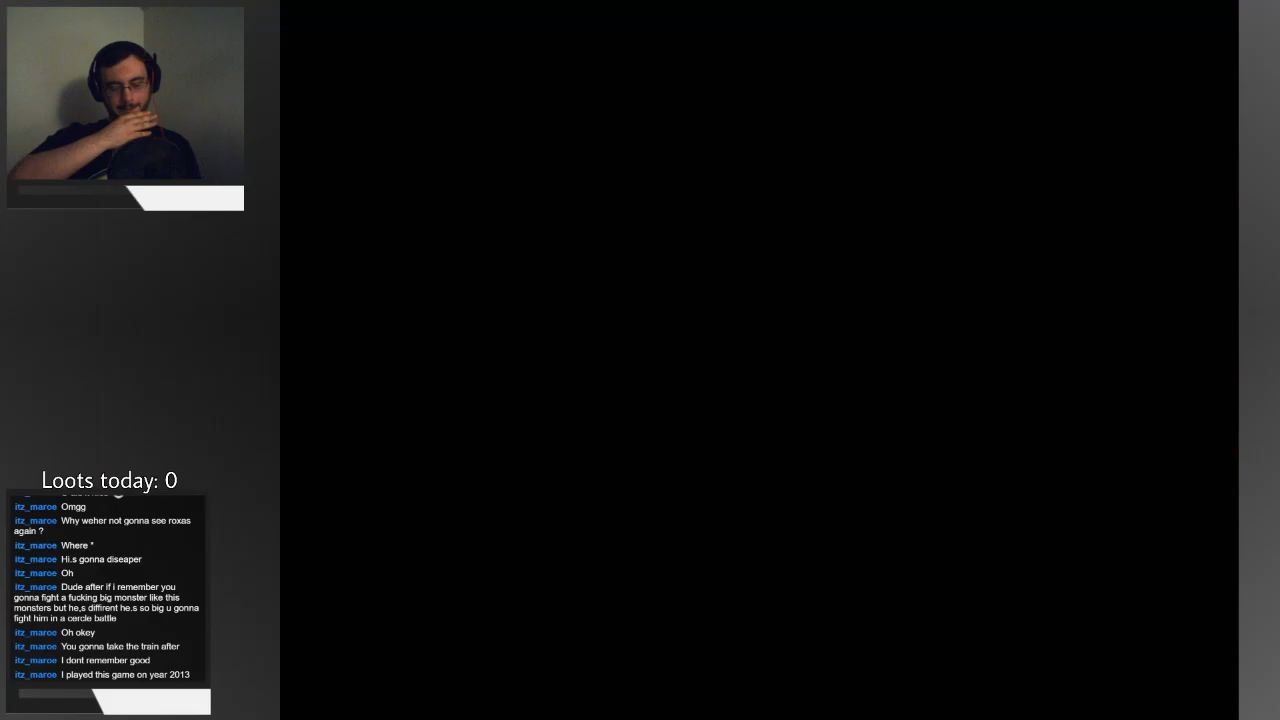 Loots today: 0
itz_maroe Omgg
itz_maroe Why weher not gonna see roxas
again ?
itz_maroe Where *
itz_maroe Hi.s gonna diseaper
itz_maroe Oh
itz_maroe Dude after if i remember you
gonna fight a fucking big monster like this
monsters but he,s diffirent he.s so big u gonna
fight him in a cercle battle
itz_maroe Oh okey
itz_maroe You gonna take the train after
itz_maroe I dont remember good
itz_maroe I played this game on year 2013